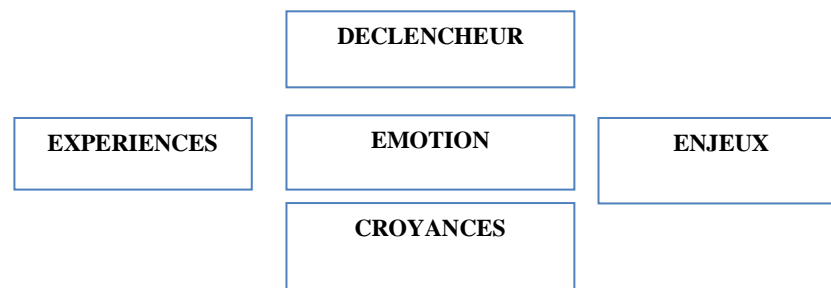 DECLENCHEUR
EXPERIENCES
EMOTION
ENJEUX
CROYANCES